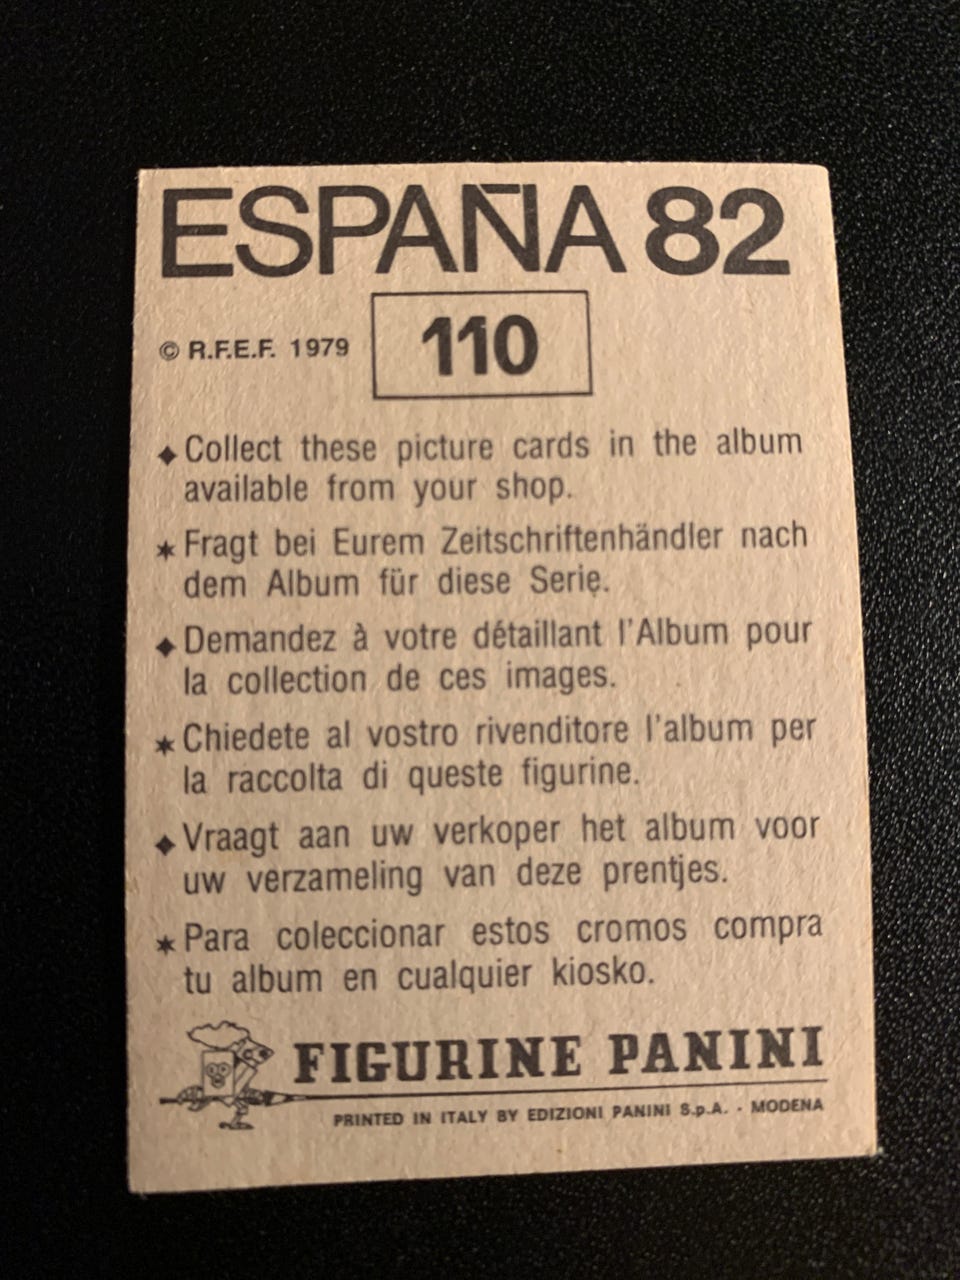 ESPAÑA 82
© R.F.E.F. 1979
110
◆ Collect these picture cards in the album
available from your shop.
★ Fragt bei Eurem Zeitschriftenhändler nach
dem Album für diese Serie.
◆ Demandez à votre détaillant l'Album pour
la collection de ces images.
★ Chiedete al vostro rivenditore l'album per
la raccolta di queste figurine.
◆ Vraagt aan uw verkoper het album voor
uw verzameling van deze prentjes.
★ Para coleccionar estos cromos compra
tu album en cualquier kiosko.
FIGURINE PANINI
PRINTED IN ITALY BY EDIZIONI PANINI S.p.A. - MODENA